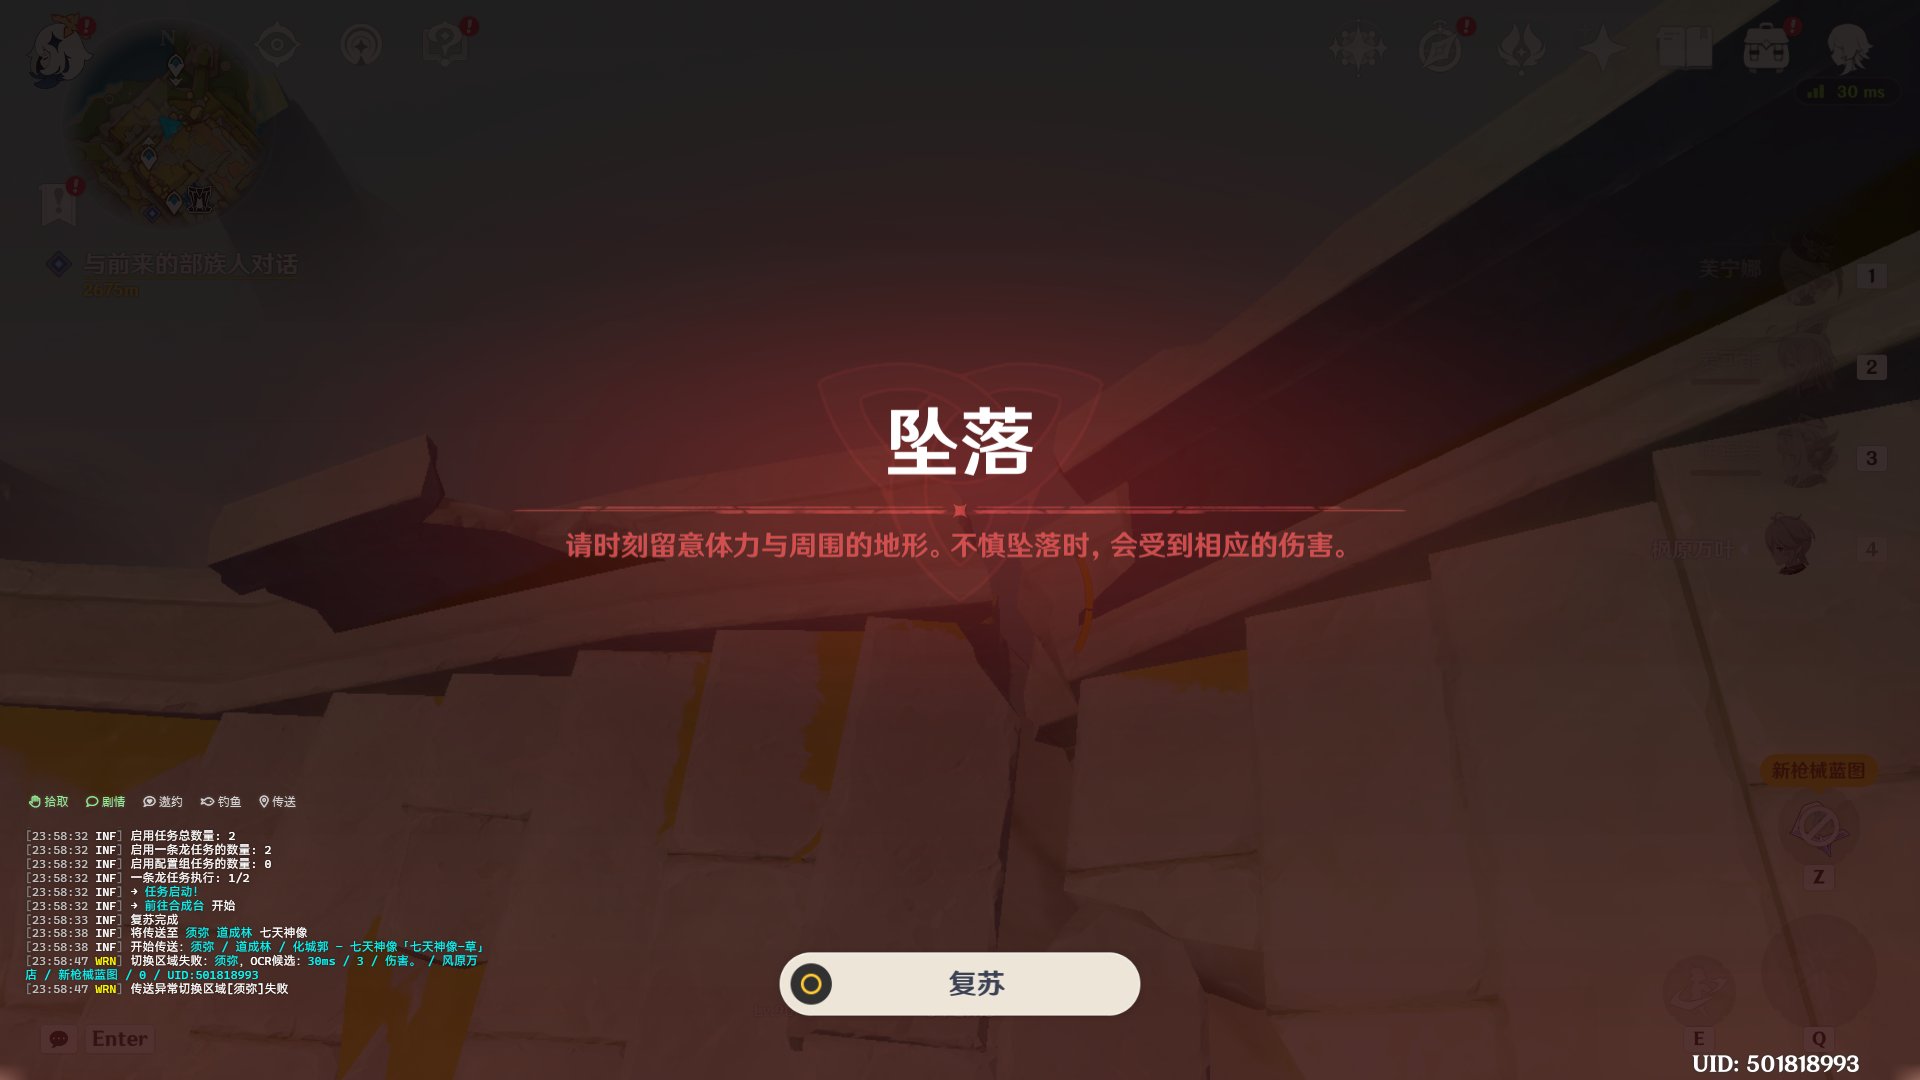 N
30 ms
与前来的部族人对话
2675m
芙宁娜
1
2
3
枫原万叶
4
坠落
请时刻留意体力与周围的地形。不慎坠落时，会受到相应的伤害。
新枪械蓝图
Z
拾取 剧情 邀约 钓鱼 传送
[23:58:32 INF] 启用任务总数量: 2
[23:58:32 INF] 启用一条龙任务的数量: 2
[23:58:32 INF] 启用配置组任务的数量: 0
[23:58:32 INF] 一条龙任务执行: 1/2
[23:58:32 INF] → 任务启动!
[23:58:32 INF] → 前往合成台 开始
[23:58:33 INF] 复苏完成
[23:58:38 INF] 将传送至 须弥 道成林 七天神像
[23:58:38 INF] 开始传送: 须弥 / 道成林 / 化城郭 - 七天神像「七天神像-草」
[23:58:47 WRN] 切换区域失败: 须弥, OCR候选: 30ms / 3 / 伤害。 / 风原万
店 / 新枪械蓝图 / 0 / UID:501818993
[23:58:47 WRN] 传送异常切换区域[须弥]失败
复苏
Enter
E
Q
UID: 501818993